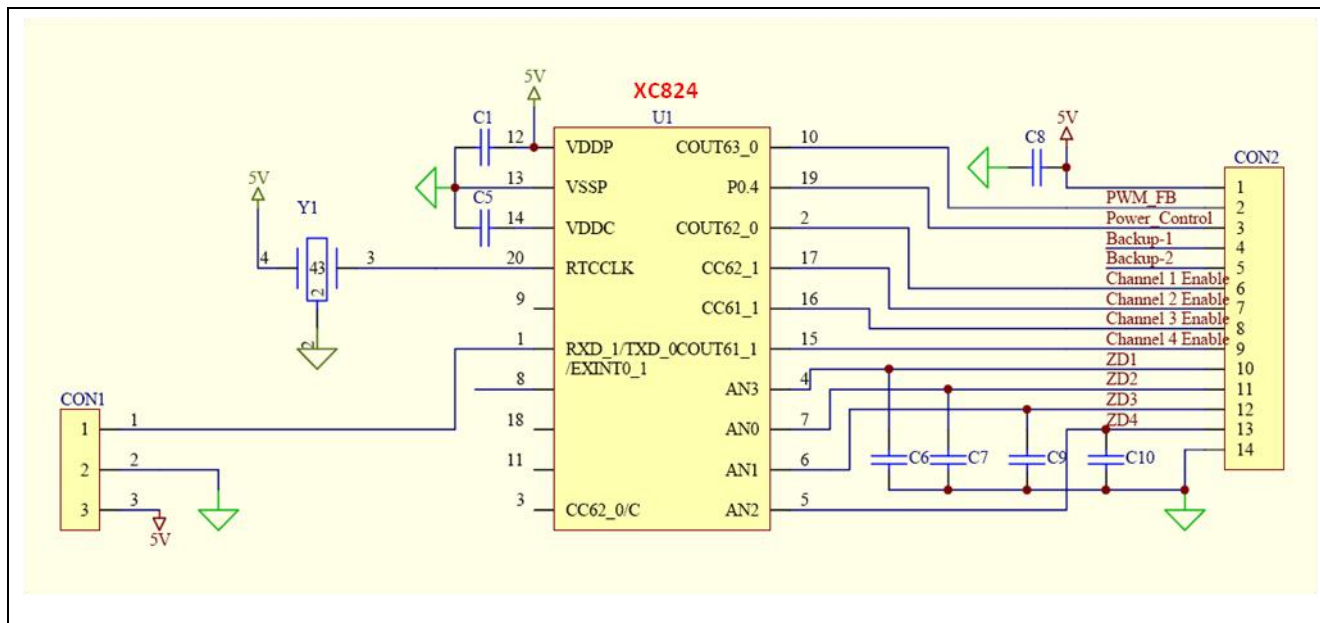 XC824
U1
5V
C1
12
VDDP
COUT63_0
10
13
VSSP
P0.4
19
C5
14
VDDC
COUT62_0
2
5V
Y1
4
43
2
3
20
RTCCLK
CC62_1
17
2
9
CC61_1
16
1
RXD_1/TXD_0COUT61_1
15
/EXINT0_1
8
AN3
4
18
AN0
7
11
AN1
6
3
CC62_0/C
AN2
5
CON1
1
1
2
2
3
3
5V
5V
C8
CON2
1
PWM_FB
2
Power_Control
3
Backup-1
4
Backup-2
5
Channel 1 Enable
6
Channel 2 Enable
7
Channel 3 Enable
8
Channel 4 Enable
9
ZD1
10
ZD2
11
ZD3
12
ZD4
13
14
C6
C7
C9
C10